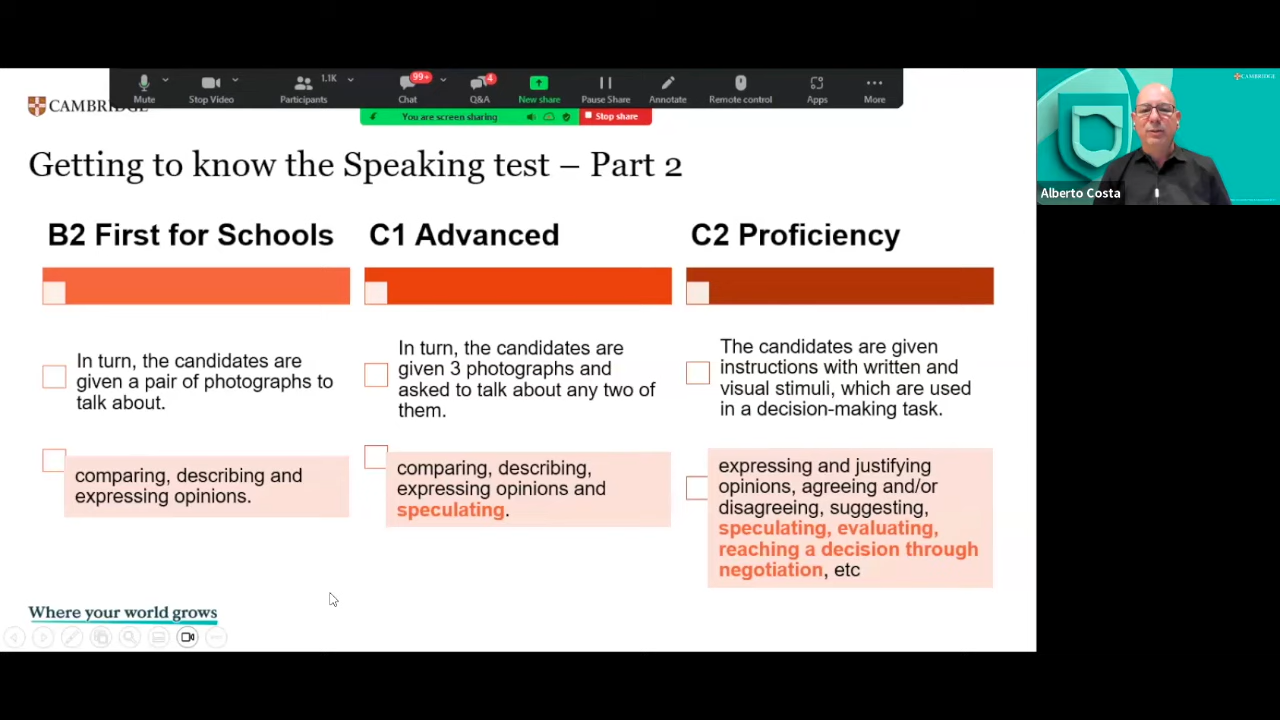 1.1K
99+
4
Mute
Stop Video
Participants
Chat
Q&A
New share
Pause Share
Annotate
Remote control
Apps
More
CAMBRIDGE
You are screen sharing
Stop share
CAMBRIDGE
Alberto Costa
Getting to know the Speaking test – Part 2
B2 First for Schools
In turn, the candidates are
given a pair of photographs to
talk about.
comparing, describing and
expressing opinions.
C1 Advanced
In turn, the candidates are
given 3 photographs and
asked to talk about any two of
them.
comparing, describing,
expressing opinions and
speculating.
C2 Proficiency
The candidates are given
instructions with written and
visual stimuli, which are used
in a decision-making task.
expressing and justifying
opinions, agreeing and/or
disagreeing, suggesting,
speculating, evaluating,
reaching a decision through
negotiation, etc
Where your world grows